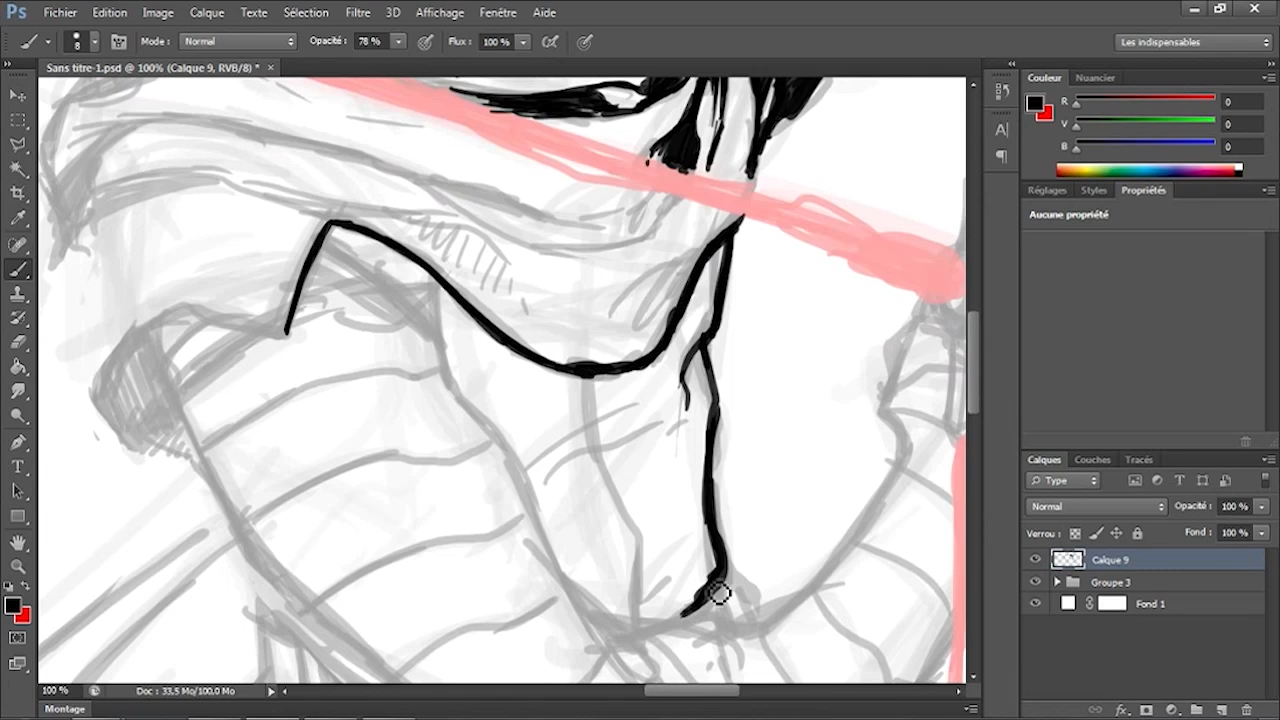 Ps Fichier Edition Image Calque Texte Sélection Filtre 3D Affichage Fenêtre Aide
8 Mode : Normal Opacité : 78 % Flux : 100 % Les indispensables
Sans titre-1.psd @ 100% (Calque 9, RVB/8) * ×
Couleur Nuancier
R 0
V 0
B 0
Réglages Styles Propriétés
Aucune propriété
Calques Couches Tracés
Type
Normal Opacité : 100 %
Verrou : Fond : 100 %
Calque 9
Groupe 3
Fond 1
100 % Doc : 33,5 Mo/100,0 Mo
Montage